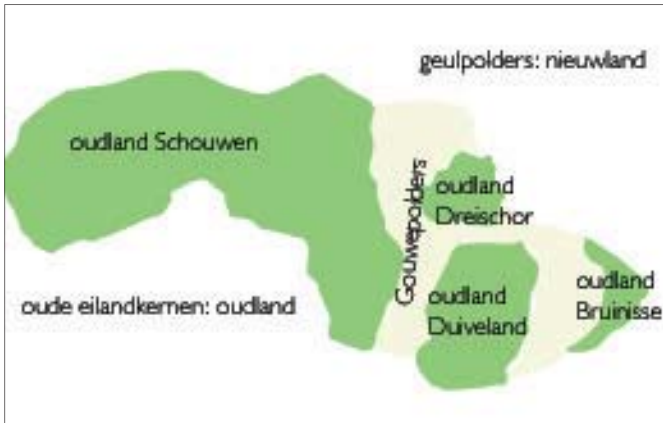 geulpolders: nieuwland
oudland Schouwen
Gouwepolders
oudland
Dreischor
oude eilandkernen: oudland
oudland
Duiveland
oudland
Bruinisse